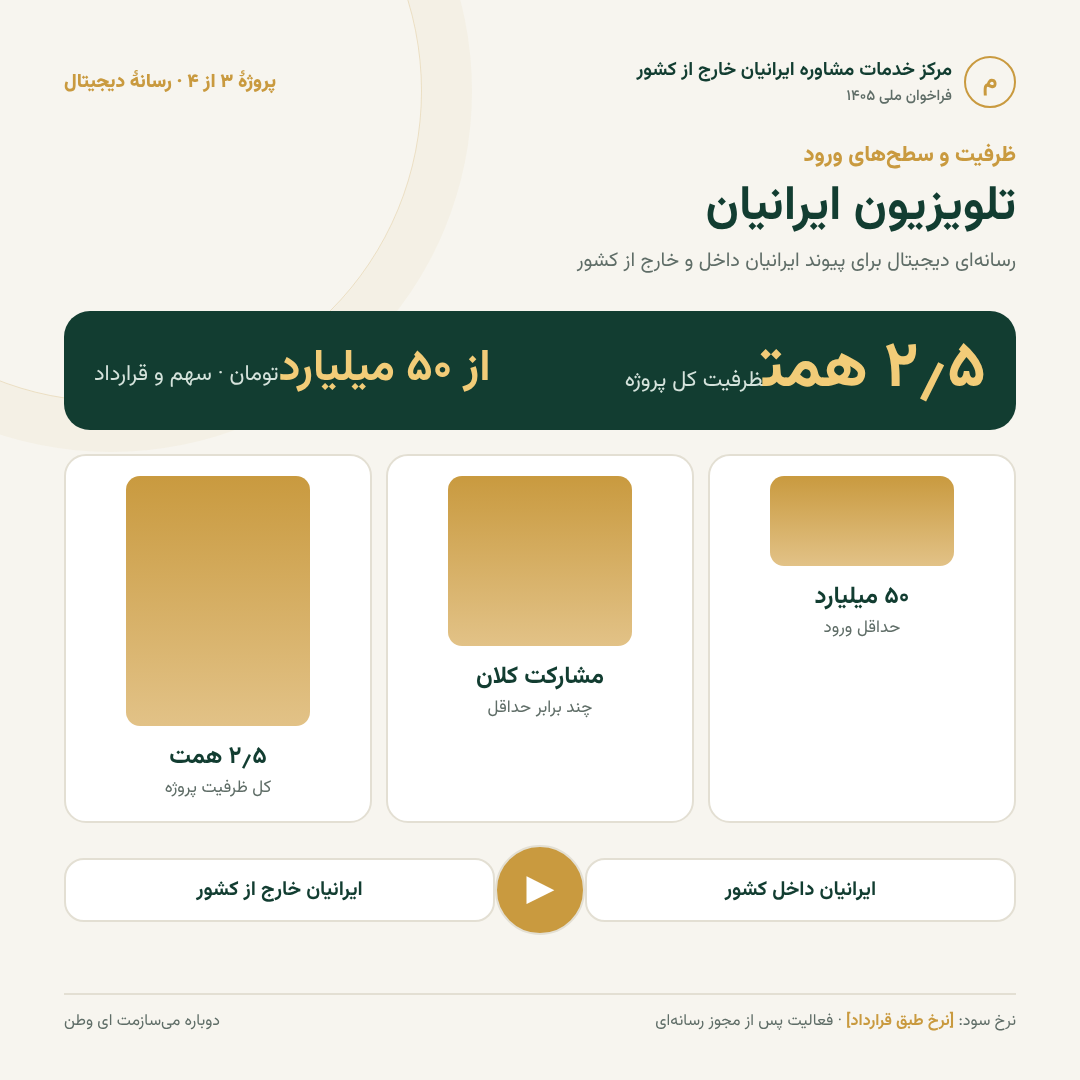 م
مرکز خدمات مشاوره ایرانیان خارج از کشور
فراخوان ملی ۱۴۰۵
پروژهٔ ۳ از ۴ · رسانهٔ دیجیتال
ظرفیت و سطح‌های ورود
تلویزیون ایرانیان
رسانه‌ای دیجیتال برای پیوند ایرانیان داخل و خارج از کشور
۲٫۵ همت ظرفیت کل پروژه
از ۵۰ میلیارد تومان · سهم و قرارداد
۵۰ میلیارد
حداقل ورود
مشارکت کلان
چند برابر حداقل
۲٫۵ همت
کل ظرفیت پروژه
ایرانیان داخل کشور
ایرانیان خارج از کشور
نرخ سود: [نرخ طبق قرارداد] · فعالیت پس از مجوز رسانه‌ای
دوباره می‌سازمت ای وطن